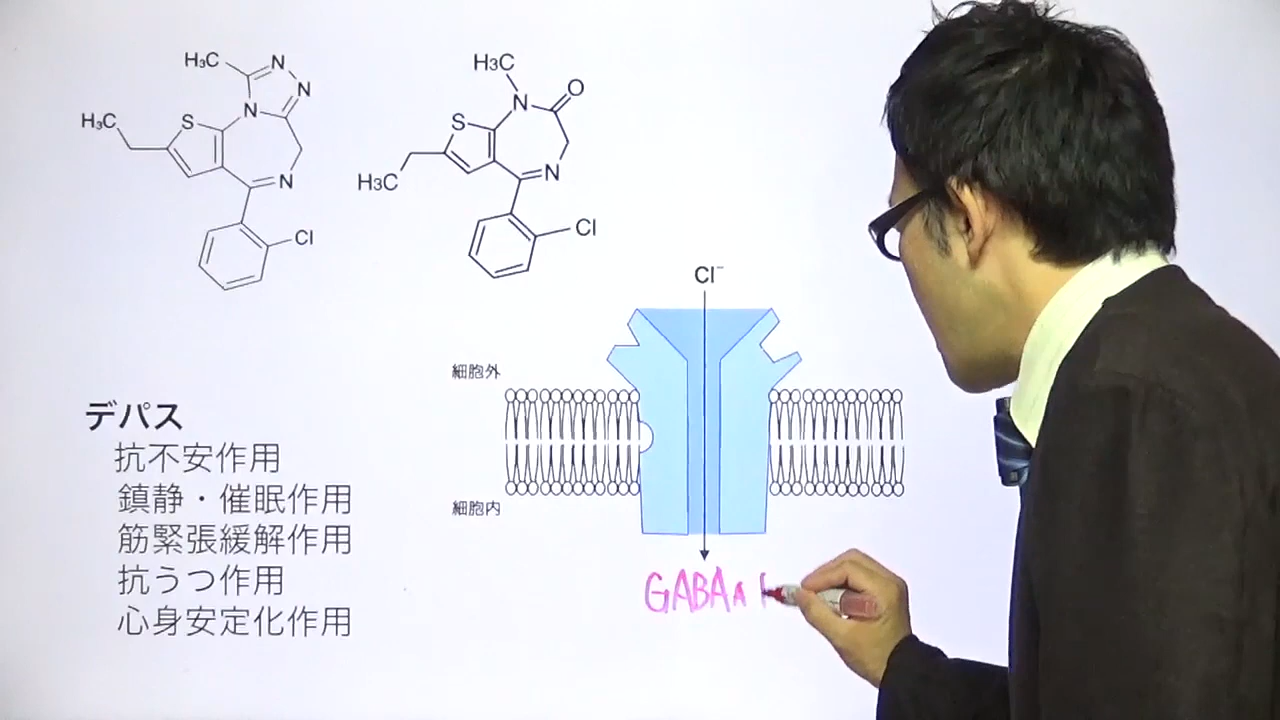 H₃C
N
N
N
H₃C
S
N
Cl
H₃C
O
N
S
H₃C
N
Cl
Cl⁻
細胞外
細胞内
デパス
抗不安作用
鎮静・催眠作用
筋緊張緩解作用
抗うつ作用
心身安定化作用
GABAA